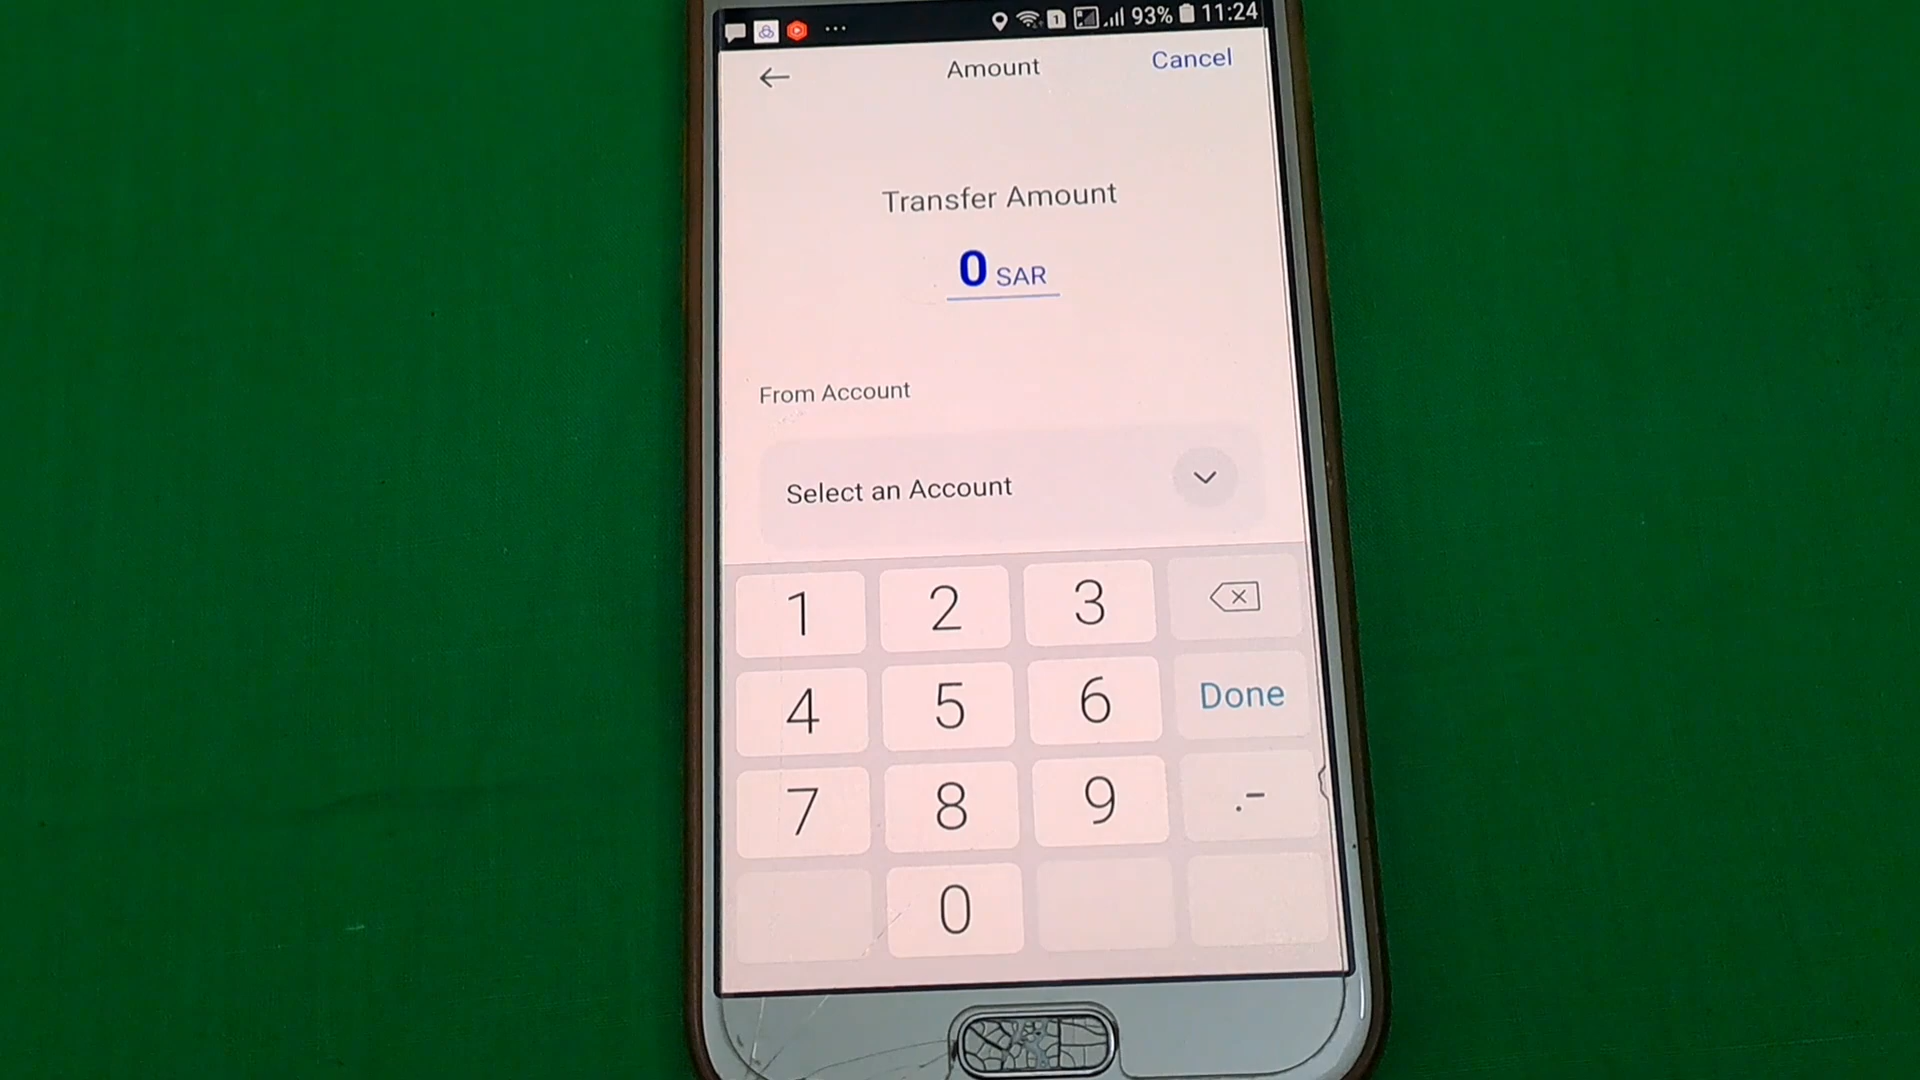 93% 11:24
Amount Cancel
Transfer Amount
0 SAR
From Account
Select an Account
1 2 3
4 5 6 Done
7 8 9 .-
0